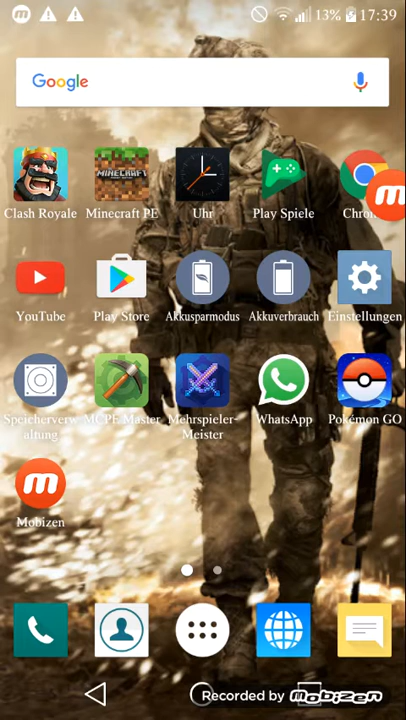 13% 17:39
Google
MINECRAFT
Clash Royale Minecraft PE Uhr Play Spiele Chro
YouTube Play Store Akkusparmodus Akkuverbrauch Einstellungen
Speicherverw
altung
MCPE Master
Mehrspieler-
Meister
WhatsApp Pokémon GO
Mobizen
Recorded by Mobizen